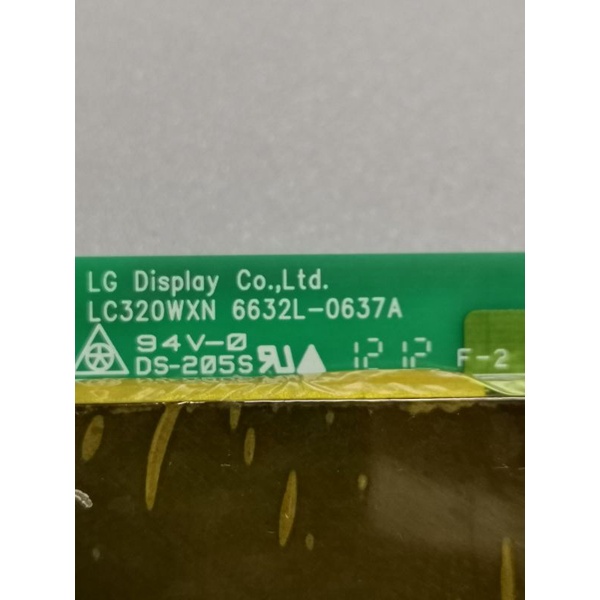 LG Display Co.,Ltd.
LC320WXN 6632L-0637A
94V-0
DS-205S 1212 F-2